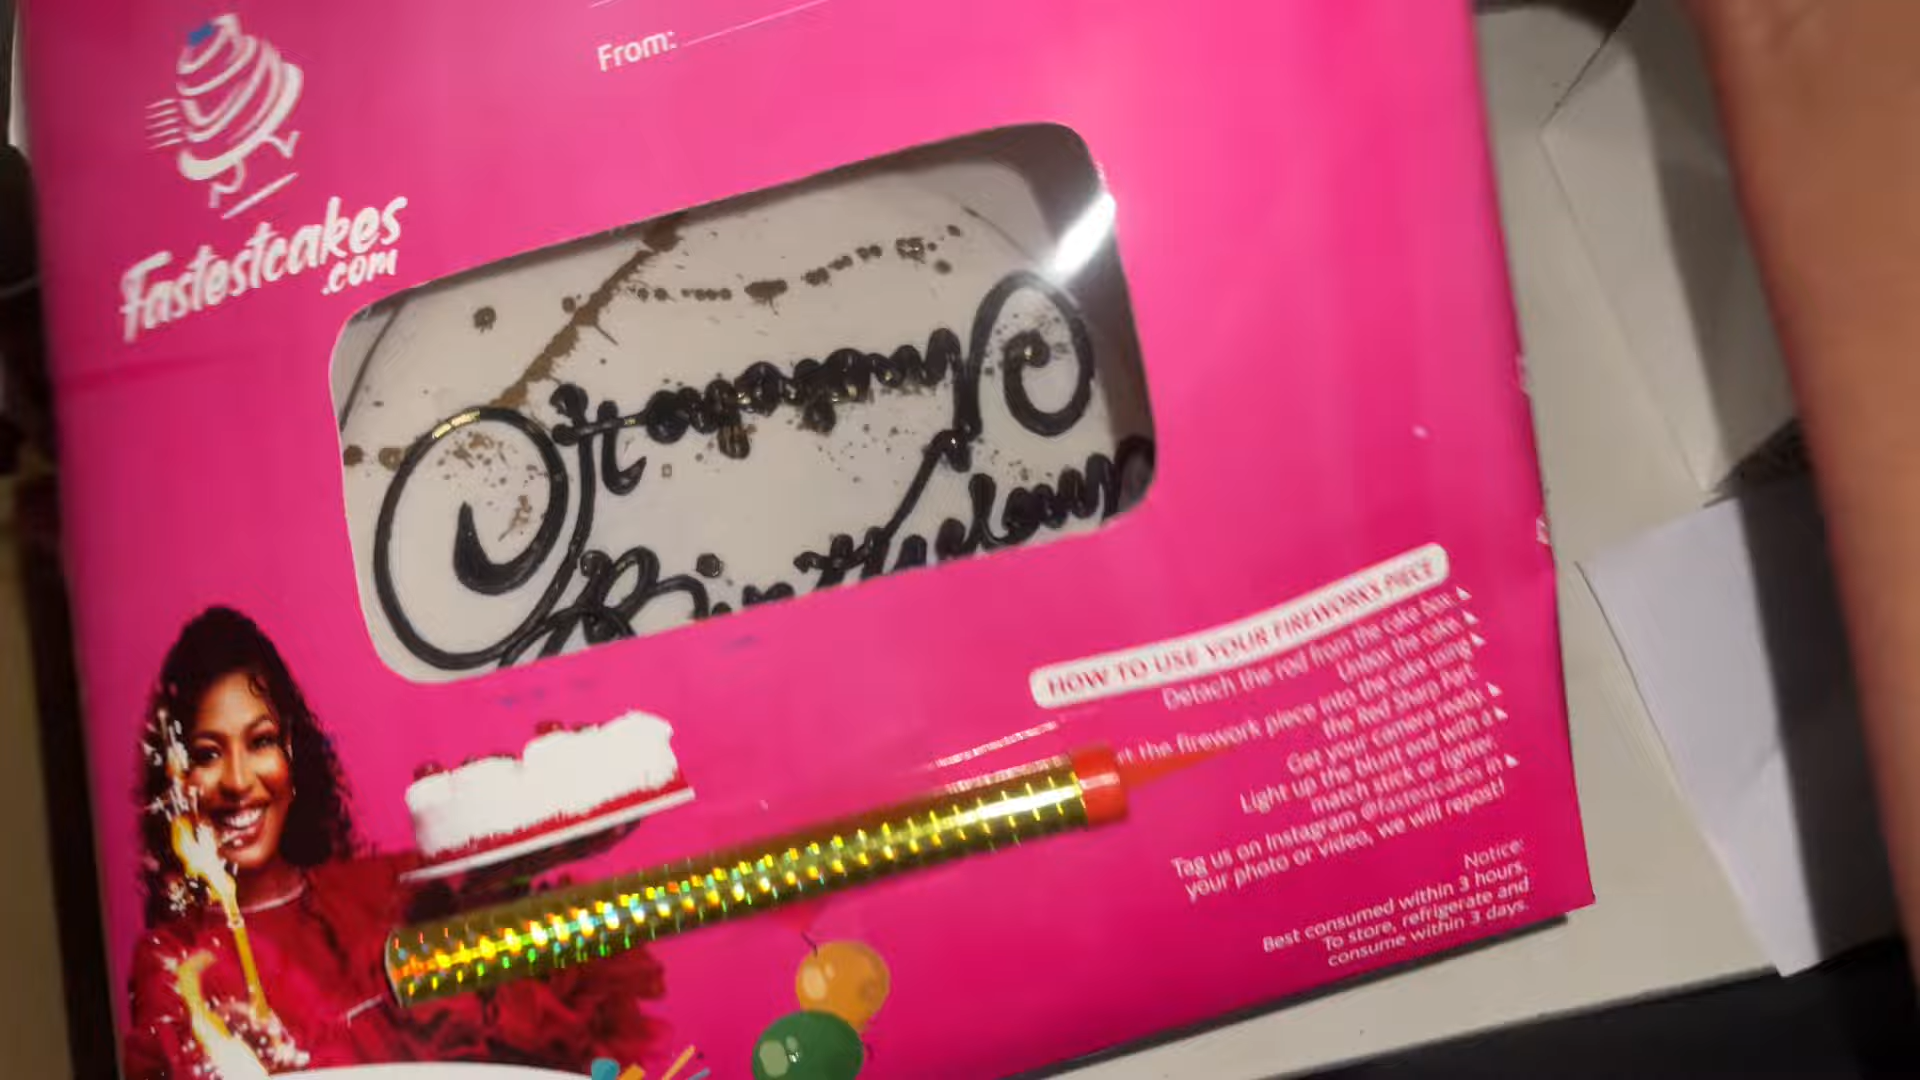 From:
Fastestcakes
.com
Birthday
HOW TO USE YOUR FIREWORKS PIECE
Detach the rod from the cake box.
Unbox the cake.
the firework piece into the cake using
the Red Sharp Part.
Get your camera ready.
Light up the blunt end with a
match stick or lighter.
Tag us on Instagram @fastestcakes in
your photo or video, we will repost!
Notice:
Best consumed within 3 hours,
To store, refrigerate and
consume within 3 days.